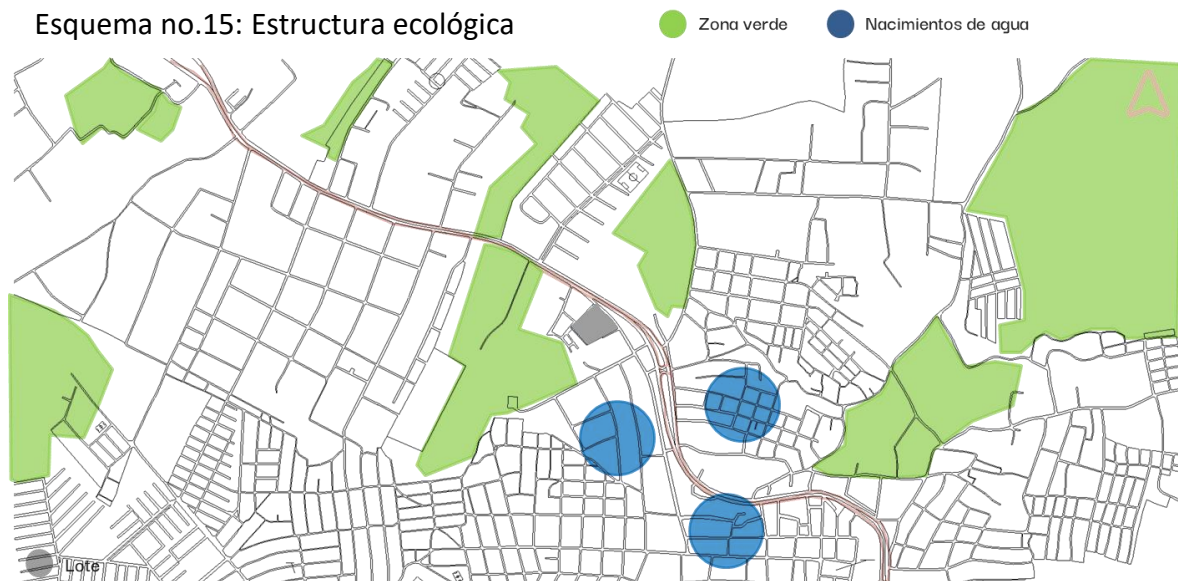 Esquema no.15: Estructura ecológica
Zona verde
Nacimientos de agua
Lote